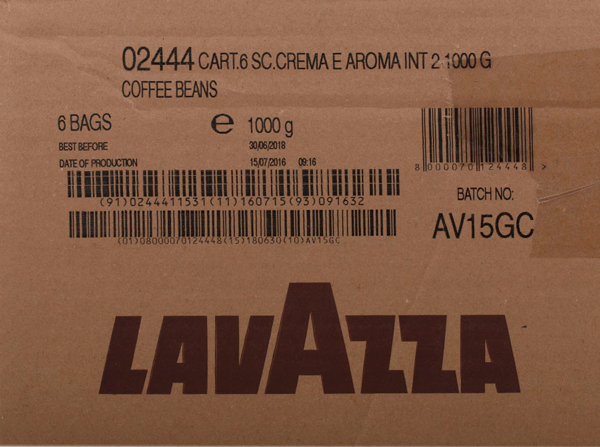 02444 CART.6 SC.CREMA E AROMA INT 2 1000 G
COFFEE BEANS
6 BAGS ℮ 1000 g
BEST BEFORE 30/06/2018
DATE OF PRODUCTION 15/07/2016 09:16
8 000070 124448 >
(91)0244411531(11)160715(93)091632
BATCH NO:
AV15GC
(01)08000070124448(15)180630(10)AV15GC
LAVAZZA